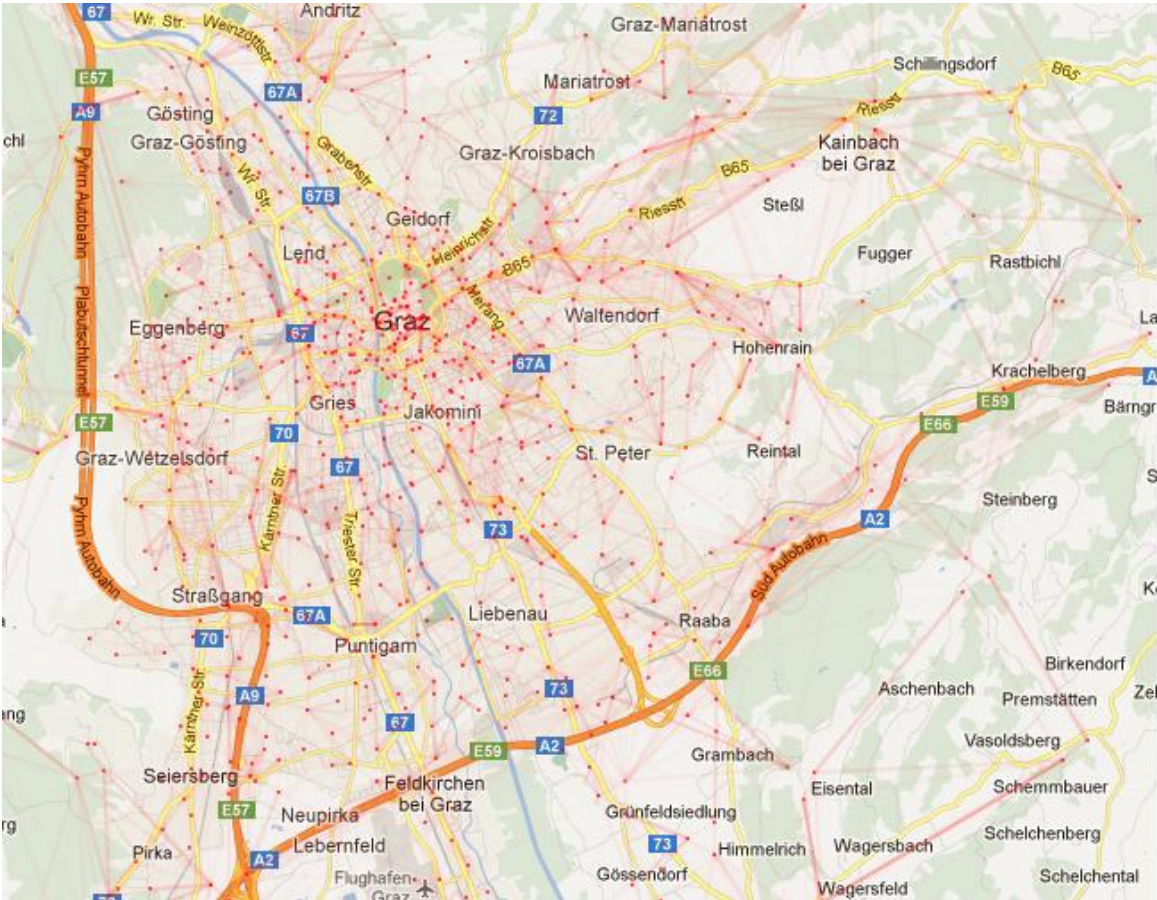 67
Wr. Str.
Weinzöttlstr
Andritz
Graz-Mariatrost
E57
67A
Mariatrost
Schillingsdorf
B65
A9
Gösting
72
Riesstr
chl
Graz-Gösting
Grabenstr
Graz-Kroisbach
Kainbach
bei Graz
Pyhrn Autobahn
Wr. Str.
67B
B65
Riesstr
Steßl
Geidorf
Lend
Heinrichstr
B65
Fugger
Rastbichl
Plabutschtunnel
Merang
Eggenberg
67
Graz
Waltendorf
La
67A
Hohenrain
Krachelberg
A
E57
Gries
Jakomini
E59
Bärngr
70
E66
Graz-Wetzelsdorf
67
St. Peter
Reintal
S
Kärntner Str.
Steinberg
Pyhrn Autobahn
Triester Str.
73
A2
Süd Autobahn
Straßgang
67A
Liebenau
Raaba
K
a
70
Puntigam
E66
Birkendorf
A9
73
Aschenbach
Premstätten
Zel
ang
Kärntner-Str.
67
E59
A2
Grambach
Vasoldsberg
Seiersberg
Feldkirchen
bei Graz
Eisental
Schemmbauer
E57
Neupirka
Grünfeldsiedlung
rg
Pirka
Lebernfeld
73
Himmelrich
Wagersbach
Schelchenberg
A2
Flughafen
Graz
Gössendorf
Wagersfeld
Schelchental